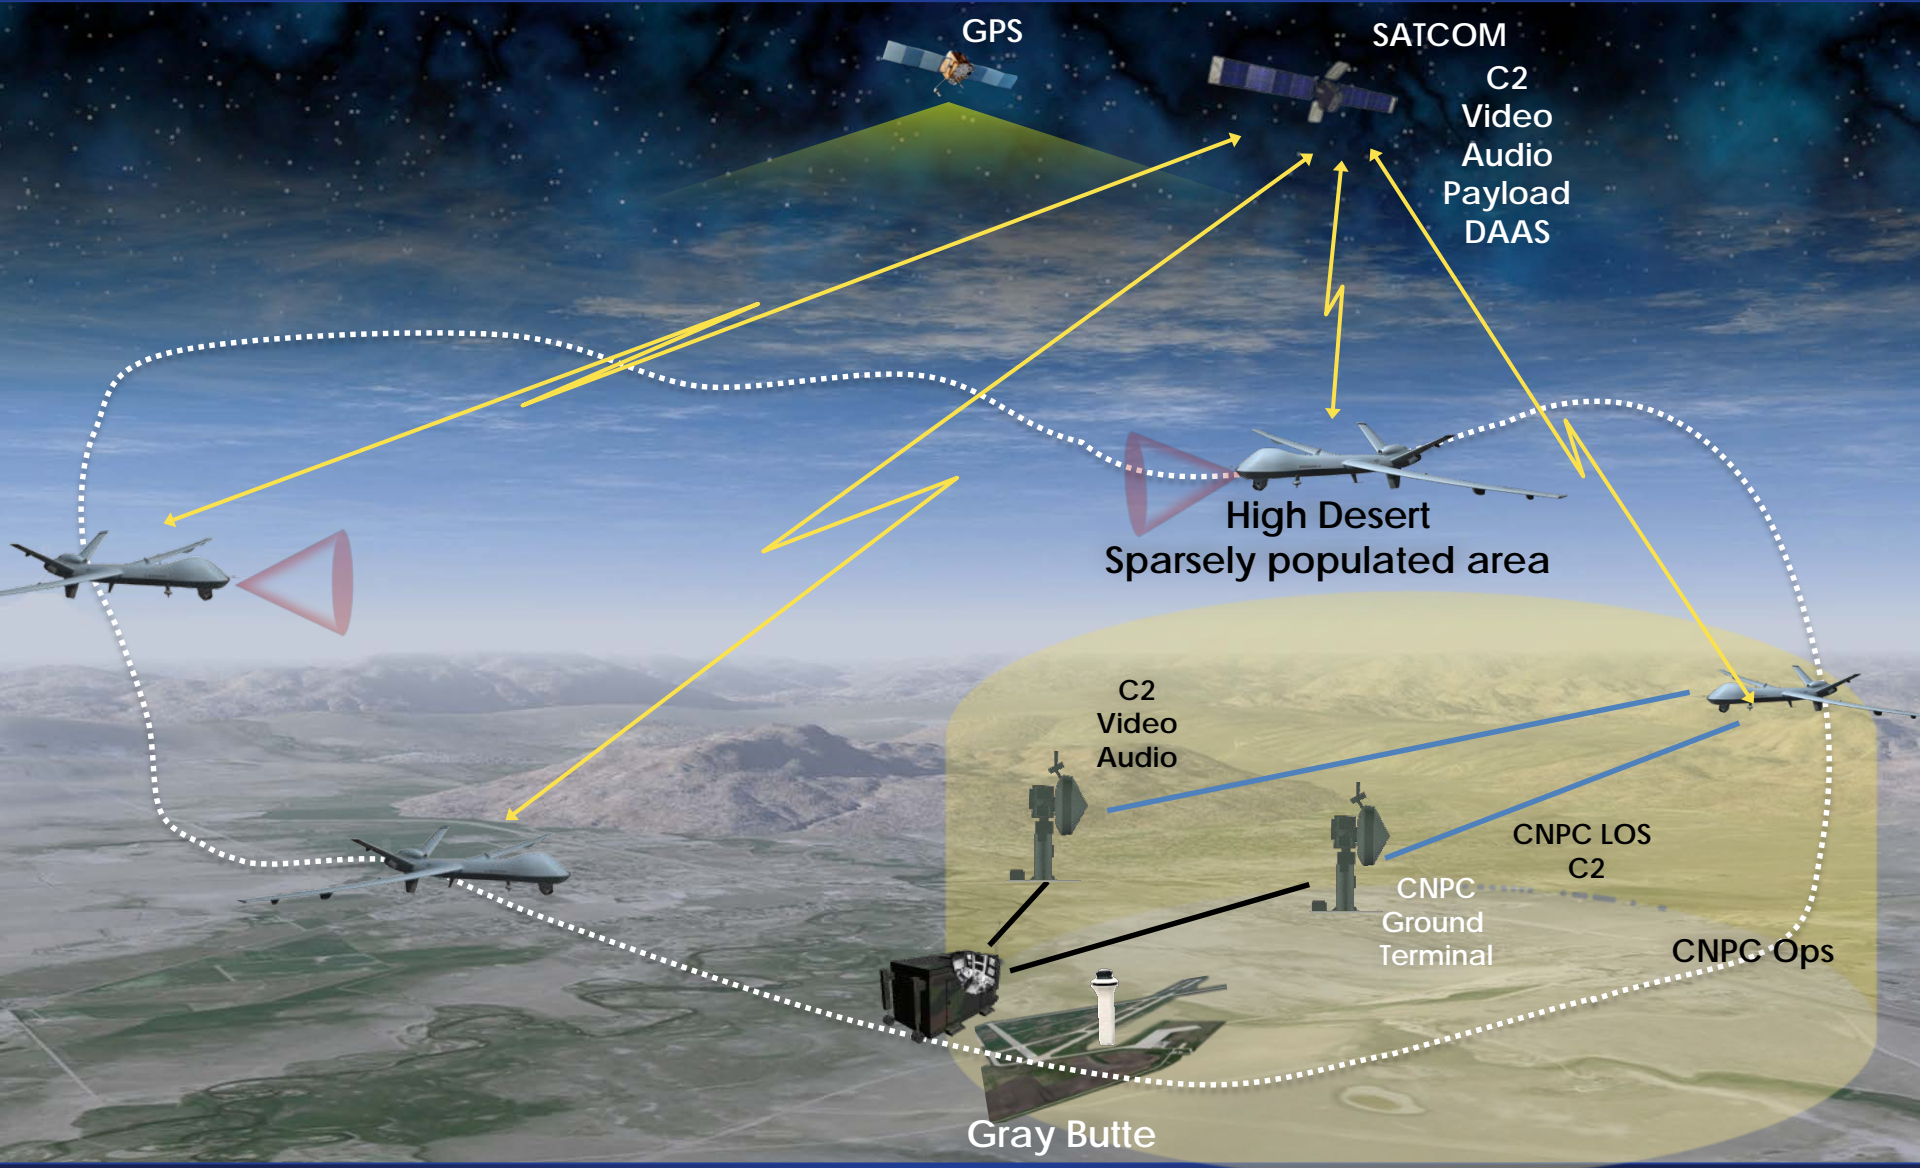 GPS
SATCOM
C2
Video
Audio
Payload
DAAS
High Desert
Sparsely populated area
C2
Video
Audio
CNPC LOS
C2
CNPC
Ground
Terminal
CNPC Ops
Gray Butte